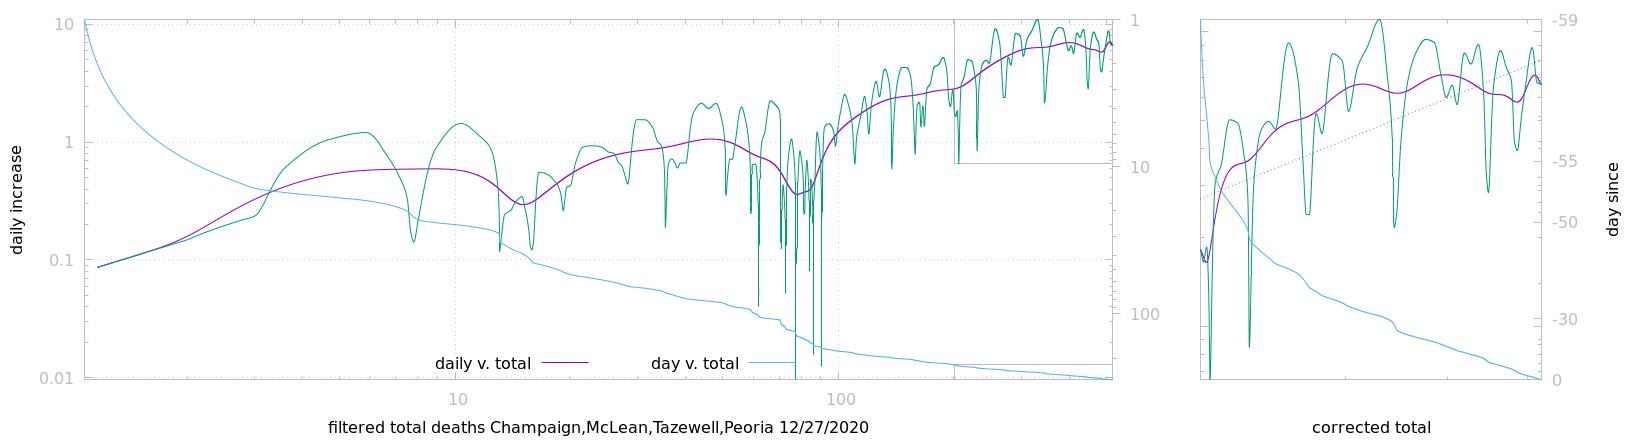 10
1
0.1
0.01
daily increase
daily v. total
day v. total
10
100
1
10
100
filtered total deaths Champaign,McLean,Tazewell,Peoria 12/27/2020
-59
-55
-50
-30
0
day since
corrected total